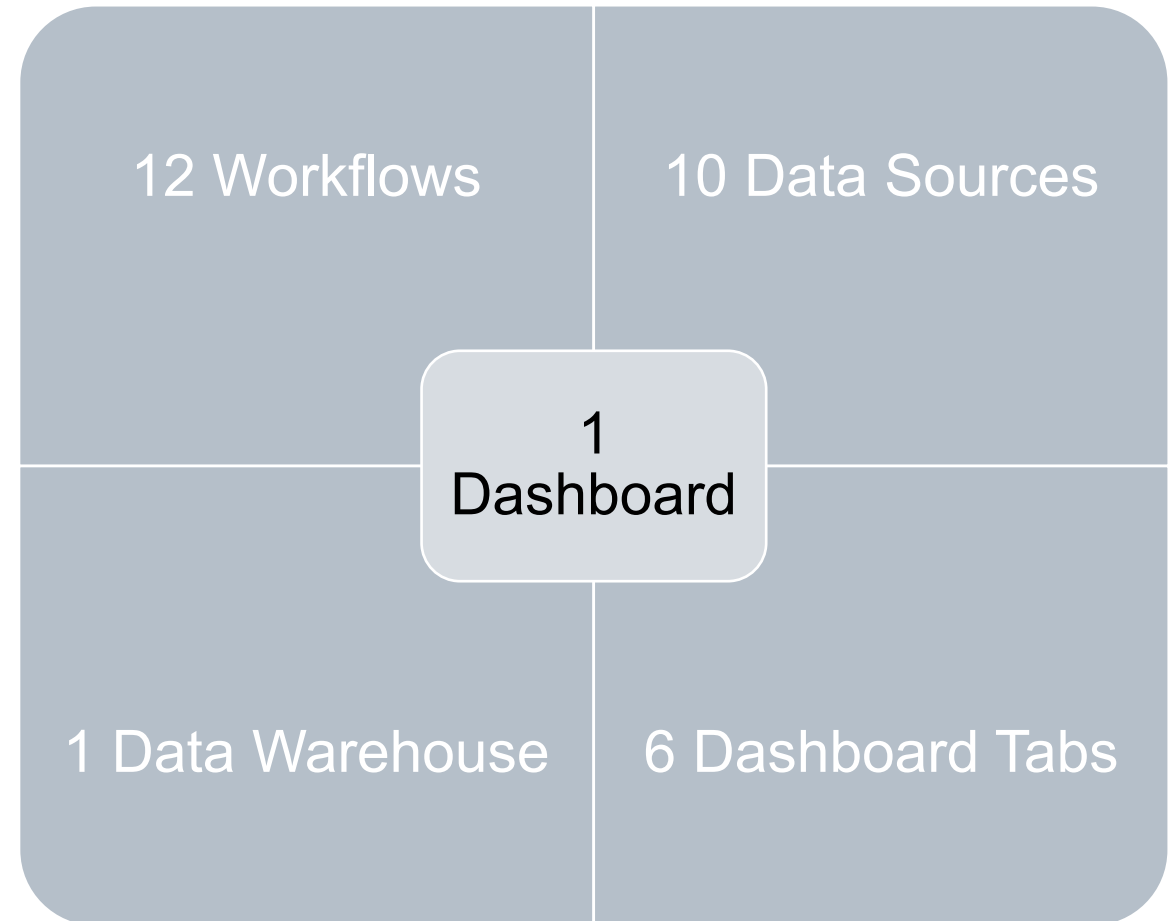 12 Workflows
10 Data Sources
1
Dashboard
1 Data Warehouse
6 Dashboard Tabs